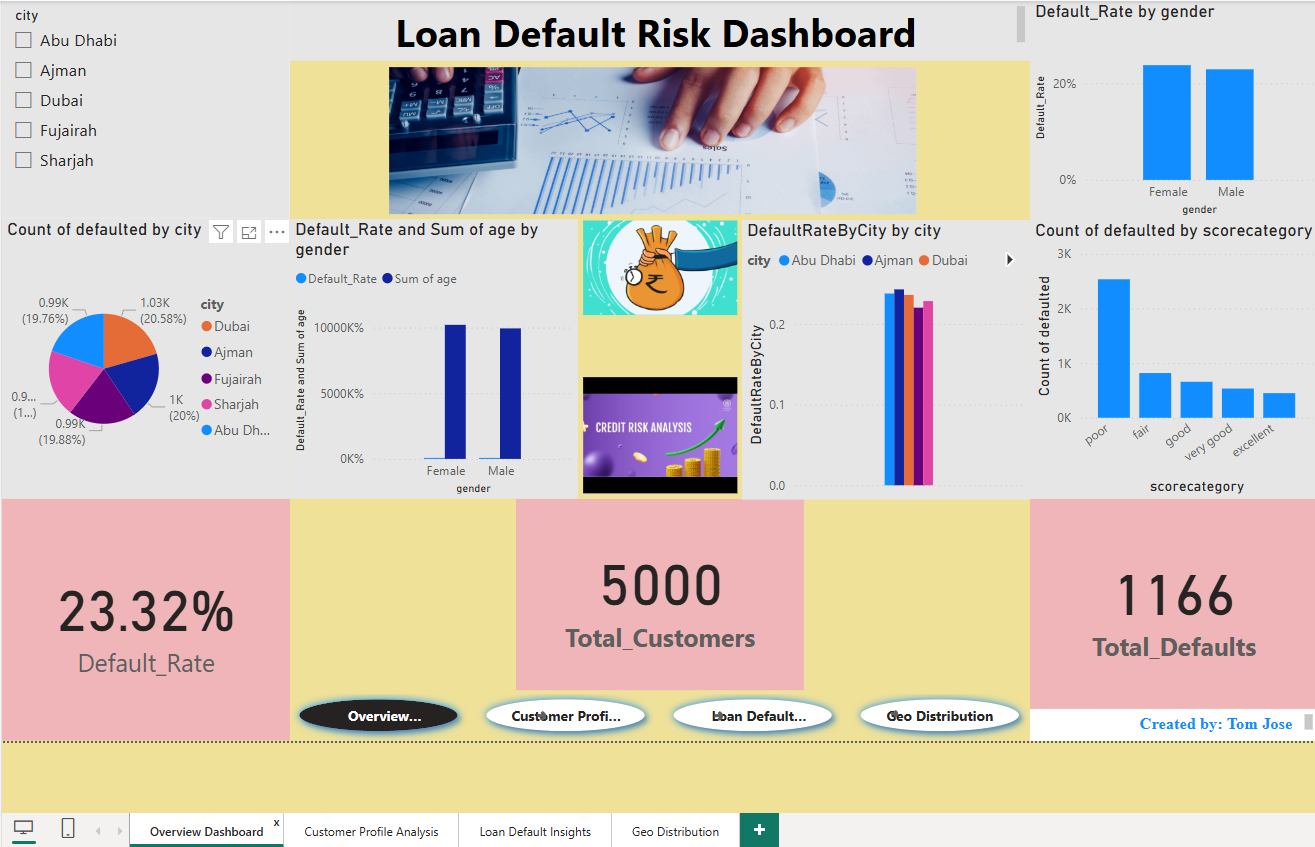 city
Abu Dhabi
Ajman
Dubai
Fujairah
Sharjah
Loan Default Risk Dashboard
Sales
Default_Rate by gender
Default_Rate
20%
0%
Female
Male
gender
Count of defaulted by city
0.99K
(19.76%)
1.03K
(20.58%)
0.9...
(1...)
0.99K
(19.88%)
1K
(20%)
city
Dubai
Ajman
Fujairah
Sharjah
Abu Dh...
Default_Rate and Sum of age by
gender
Default_Rate
Sum of age
Default_Rate and Sum of age
10000K%
5000K%
0K%
Female
Male
gender
₹
CREDIT RISK ANALYSIS
DefaultRateByCity by city
city
Abu Dhabi
Ajman
Dubai
DefaultRateByCity
0.2
0.1
0.0
Count of defaulted by scorecategory
Count of defaulted
3K
2K
1K
0K
poor
fair
good
very good
excellent
scorecategory
23.32%
Default_Rate
5000
Total_Customers
1166
Total_Defaults
Overview...
Customer Profi...
Loan Default...
Geo Distribution
Created by: Tom Jose
Overview Dashboard
x
Customer Profile Analysis
Loan Default Insights
Geo Distribution
+